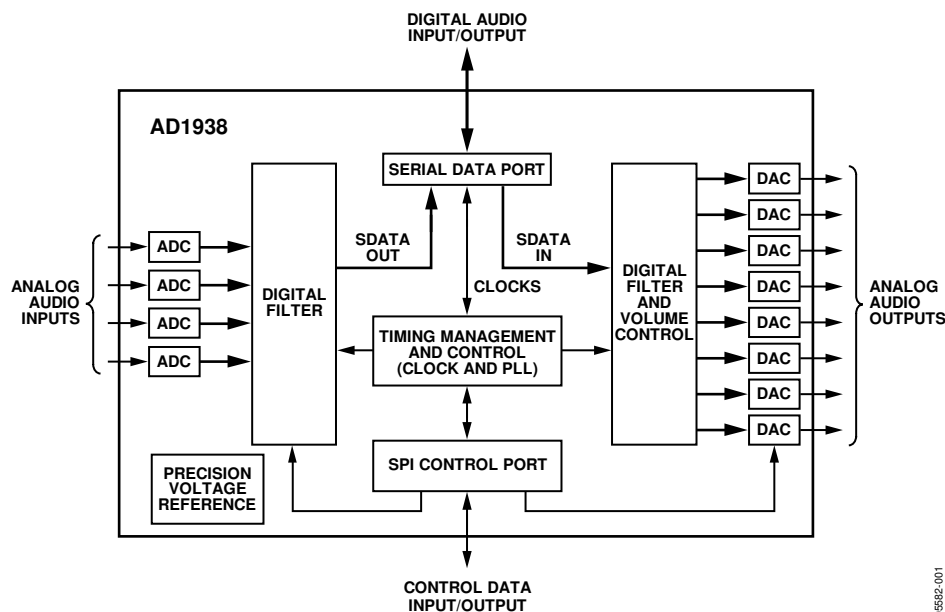 DIGITAL AUDIO
INPUT/OUTPUT
AD1938
SERIAL DATA PORT
SDATA
OUT
SDATA
IN
CLOCKS
ANALOG
AUDIO
INPUTS
ADC
ADC
ADC
ADC
DIGITAL
FILTER
TIMING MANAGEMENT
AND CONTROL
(CLOCK AND PLL)
DIGITAL
FILTER
AND
VOLUME
CONTROL
DAC
DAC
DAC
DAC
DAC
DAC
DAC
DAC
ANALOG
AUDIO
OUTPUTS
PRECISION
VOLTAGE
REFERENCE
SPI CONTROL PORT
CONTROL DATA
INPUT/OUTPUT
5582-001